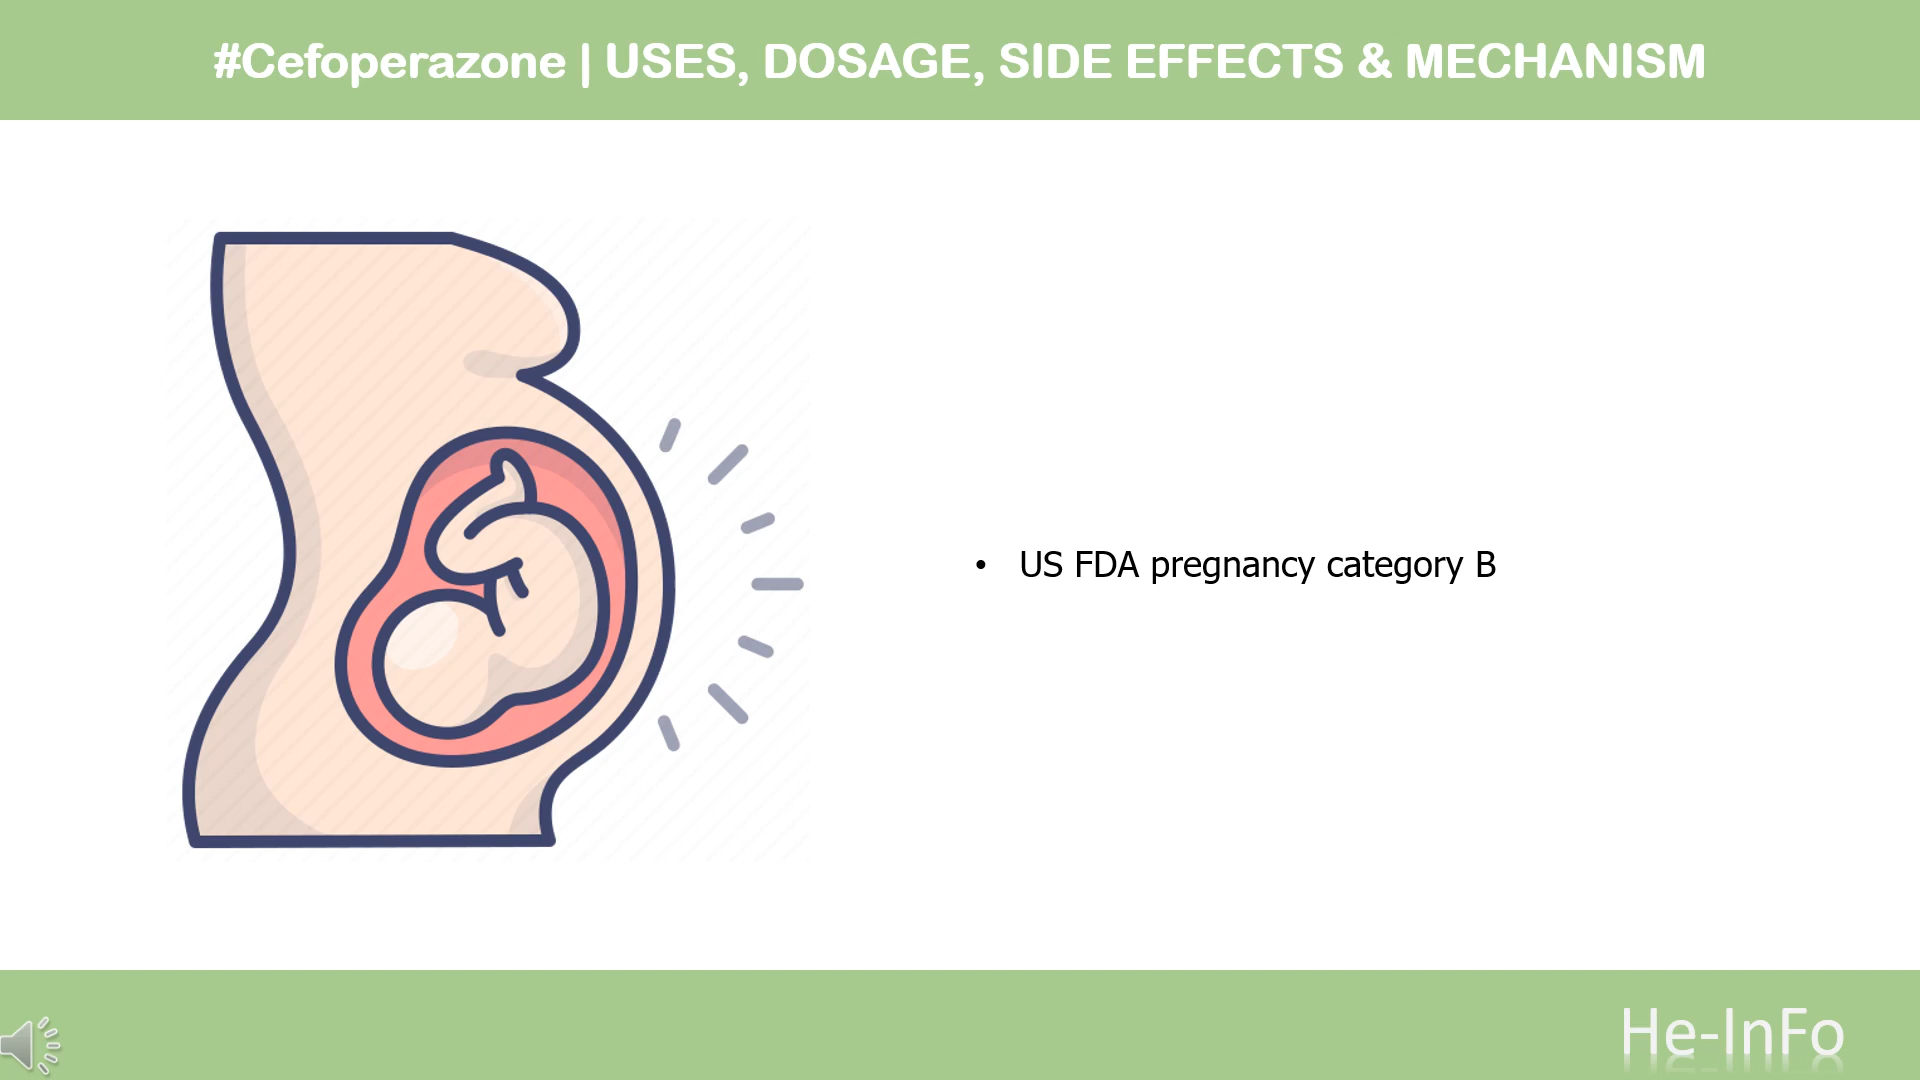 #Cefoperazone | USES, DOSAGE, SIDE EFFECTS & MECHANISM
• US FDA pregnancy category B
He-InFo